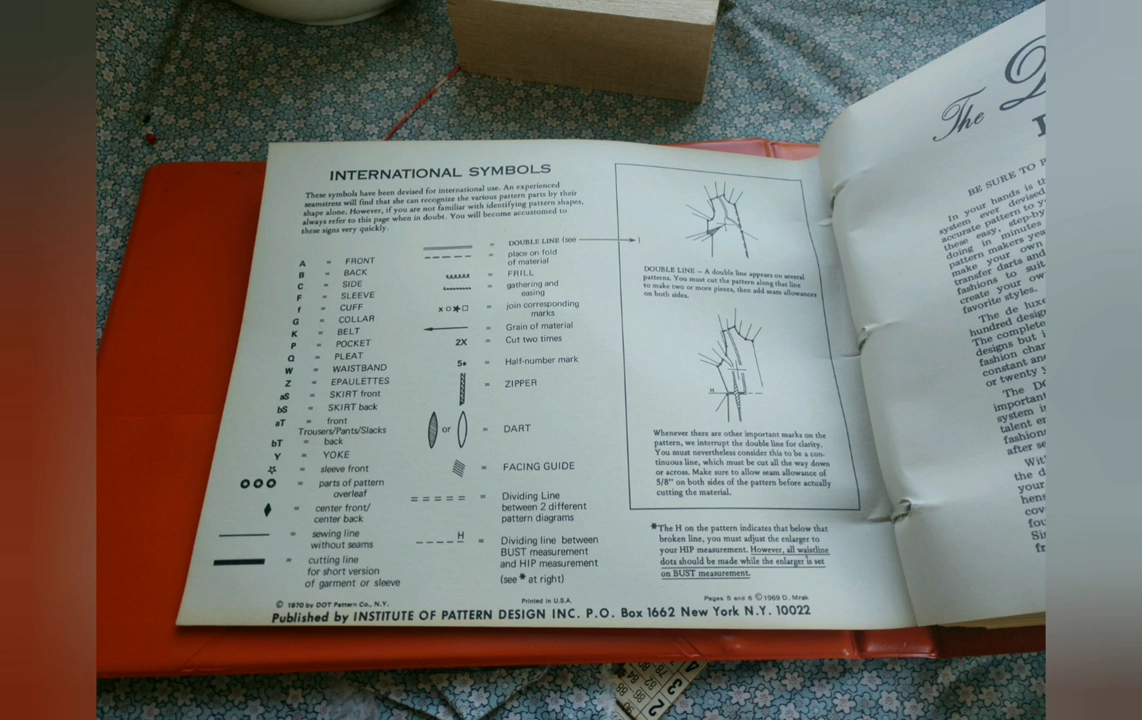 INTERNATIONAL SYMBOLS
These symbols have been devised for international use. An experienced
seamstress will find that she can recognize the various pattern parts by their
shape alone. However, if you are not familiar with identifying pattern shapes,
always refer to this page when in doubt. You will become accustomed to
these signs very quickly.
A = FRONT
B = BACK
C = SIDE
F = SLEEVE
f = CUFF
G = COLLAR
K = BELT
P = POCKET
Q = PLEAT
W = WAISTBAND
Z = EPAULETTES
aS = SKIRT front
bS = SKIRT back
aT = front
Trousers/Pants/Slacks
bT = back
Y = YOKE
= sleeve front
= parts of pattern
overleaf
= center front/
center back
= sewing line
without seams
= cutting line
for short version
of garment or sleeve
= DOUBLE LINE (see
= place on fold
of material
= FRILL
= gathering and
easing
= join corresponding
marks
= Grain of material
2X = Cut two times
5• = Half-number mark
= ZIPPER
or = DART
= FACING GUIDE
= Dividing Line
between 2 different
pattern diagrams
H = Dividing line between
BUST measurement
and HIP measurement
(see * at right)
DOUBLE LINE – A double line appears on several
patterns. You must cut the pattern along that line
to make two or more pieces, then add seam allowances
on both sides.
H
Whenever there are other important marks on the
pattern, we interrupt the double line for clarity.
You must nevertheless consider this to be a con-
tinuous line, which must be cut all the way down
or across. Make sure to allow seam allowance of
5/8" on both sides of the pattern before actually
cutting the material.
*The H on the pattern indicates that below that
broken line, you must adjust the enlarger to
your HIP measurement. However, all waistline
dots should be made while the enlarger is set
on BUST measurement.
© 1970 by DOT Pattern Co., N.Y.
Printed in U.S.A.
Pages 5 and 6 © 1969 D. Mrak
Published by INSTITUTE OF PATTERN DESIGN INC. P.O. Box 1662 New York N.Y. 10022
The
BE SURE TO
In your hands is
system ever devised
accurate pattern to
these easy, step-by
doing in minutes
pattern makers
make your own
transfer darts and
fashions to suit
create your
favorite styles.
The de luxe
hundred
The complete
designs but
fashion
constant
or twenty
The
important
system
talent
fashion
after
the
your